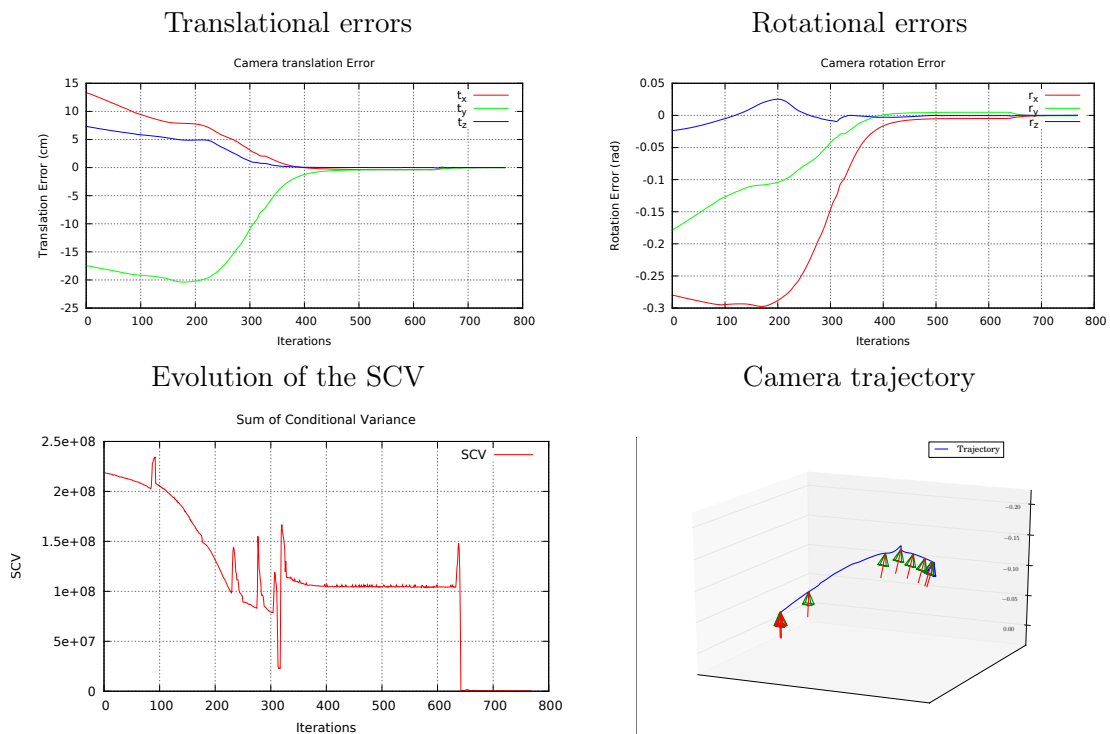 Translational errors
Camera translation Error
15
10
5
0
-5
-10
-15
-20
-25
Translation Error (cm)
t_x
t_y
t_z
0 100 200 300 400 500 600 700 800
Iterations
Rotational errors
Camera rotation Error
0.05
0
-0.05
-0.1
-0.15
-0.2
-0.25
-0.3
Rotation Error (rad)
r_x
r_y
r_z
0 100 200 300 400 500 600 700 800
Iterations
Evolution of the SCV
Sum of Conditional Variance
2.5e+08
2e+08
1.5e+08
1e+08
5e+07
0
SCV
SCV
0 100 200 300 400 500 600 700 800
Iterations
Camera trajectory
Trajectory
−0.20
−0.15
−0.10
−0.05
0.00